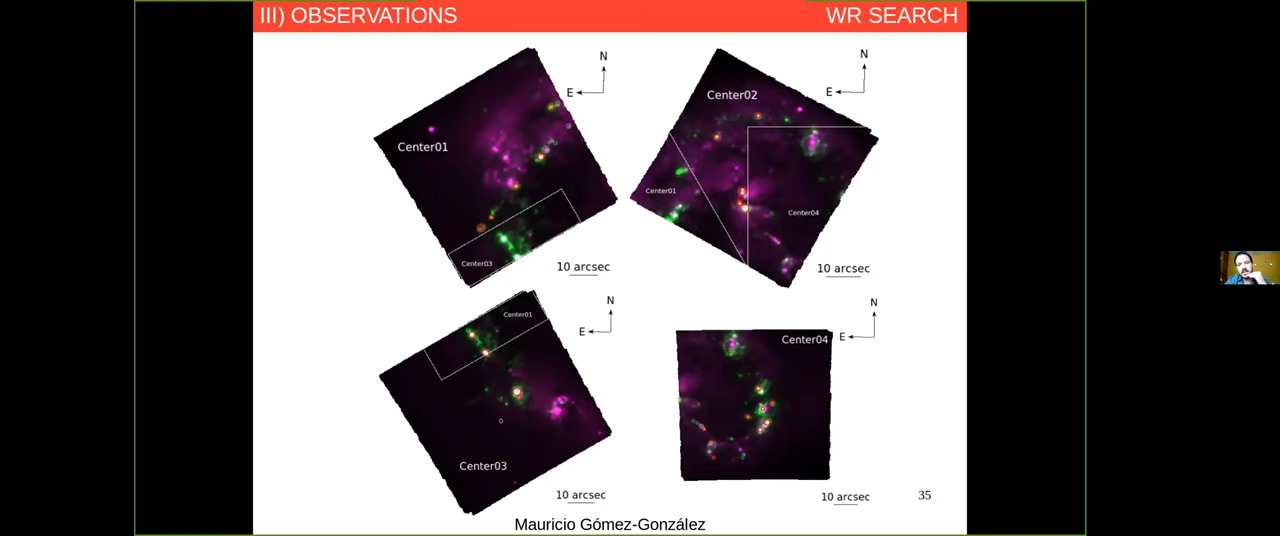 III) OBSERVATIONS
WR SEARCH
N
E
Center01
Center03
10 arcsec
N
E
Center02
Center01
Center04
10 arcsec
N
E
Center01
Center03
10 arcsec
N
E
Center04
10 arcsec
35
Mauricio Gómez-González